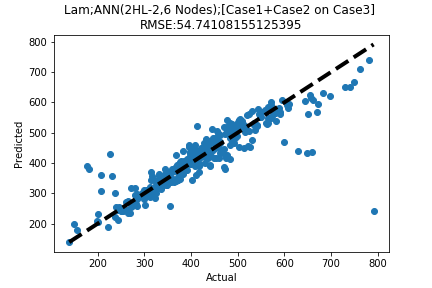 Lam;ANN(2HL-2,6 Nodes);[Case1+Case2 on Case3]
RMSE:54.74108155125395
800
700
600
500
400
300
200
Predicted
200 300 400 500 600 700 800
Actual